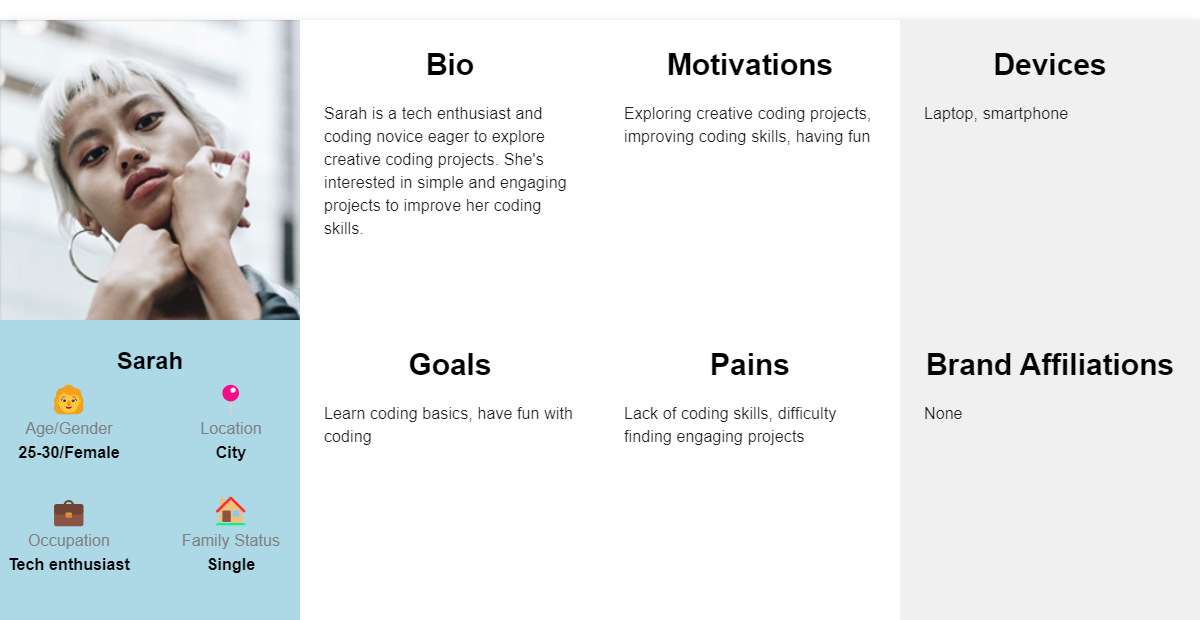 Bio
Sarah is a tech enthusiast and
coding novice eager to explore
creative coding projects. She's
interested in simple and engaging
projects to improve her coding
skills.
Motivations
Exploring creative coding projects,
improving coding skills, having fun
Devices
Laptop, smartphone
Sarah
Age/Gender
25-30/Female
Location
City
Occupation
Tech enthusiast
Family Status
Single
Goals
Learn coding basics, have fun with
coding
Pains
Lack of coding skills, difficulty
finding engaging projects
Brand Affiliations
None